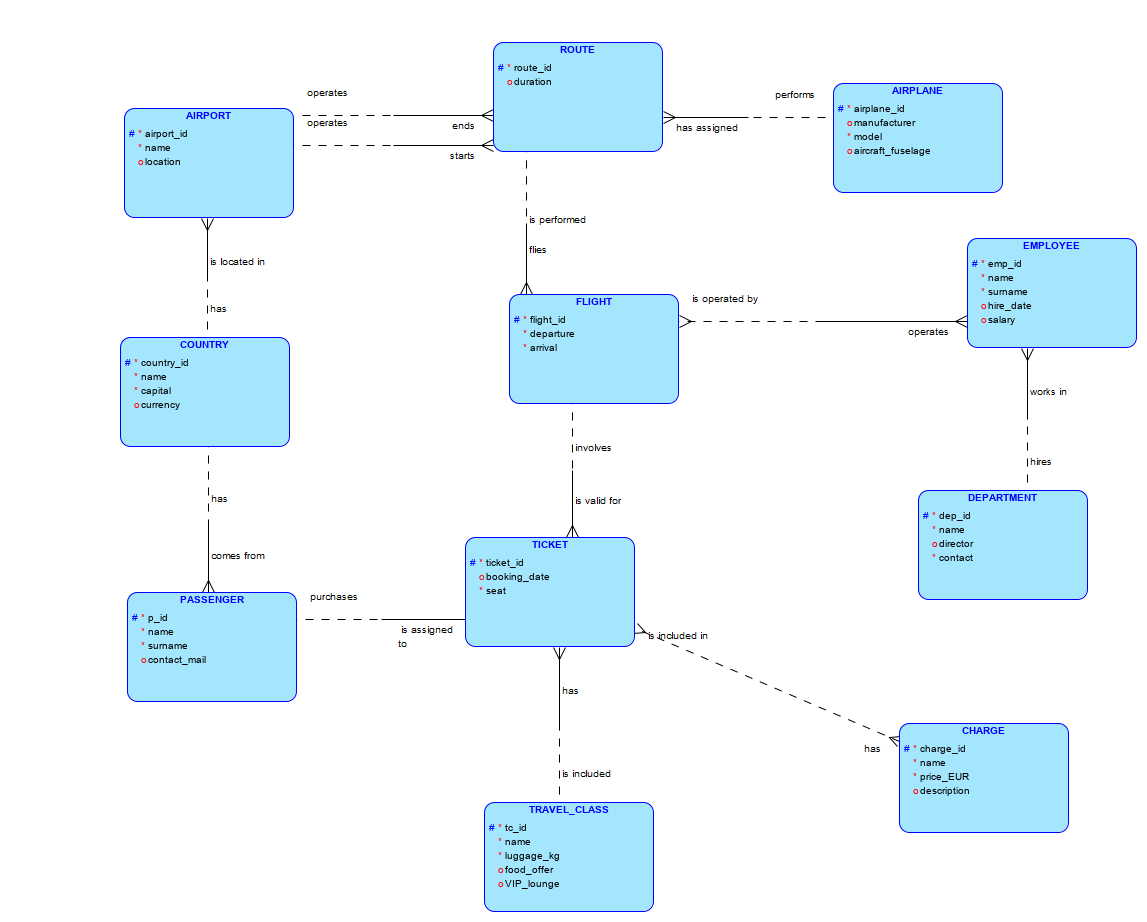 ROUTE
# * route_id
o duration
operates
ends
operates
starts
performs
has assigned
AIRPLANE
# * airplane_id
o manufacturer
* model
o aircraft_fuselage
AIRPORT
# * airport_id
* name
o location
is performed
flies
is located in
has
EMPLOYEE
# * emp_id
* name
* surname
o hire_date
o salary
FLIGHT
# * flight_id
* departure
* arrival
is operated by
operates
COUNTRY
# * country_id
* name
* capital
o currency
works in
hires
involves
is valid for
has
comes from
DEPARTMENT
# * dep_id
* name
o director
* contact
TICKET
# * ticket_id
o booking_date
* seat
PASSENGER
# * p_id
* name
* surname
o contact_mail
purchases
is assigned
to
is included in
has
has
is included
CHARGE
# * charge_id
* name
* price_EUR
o description
TRAVEL_CLASS
# * tc_id
* name
* luggage_kg
o food_offer
o VIP_lounge